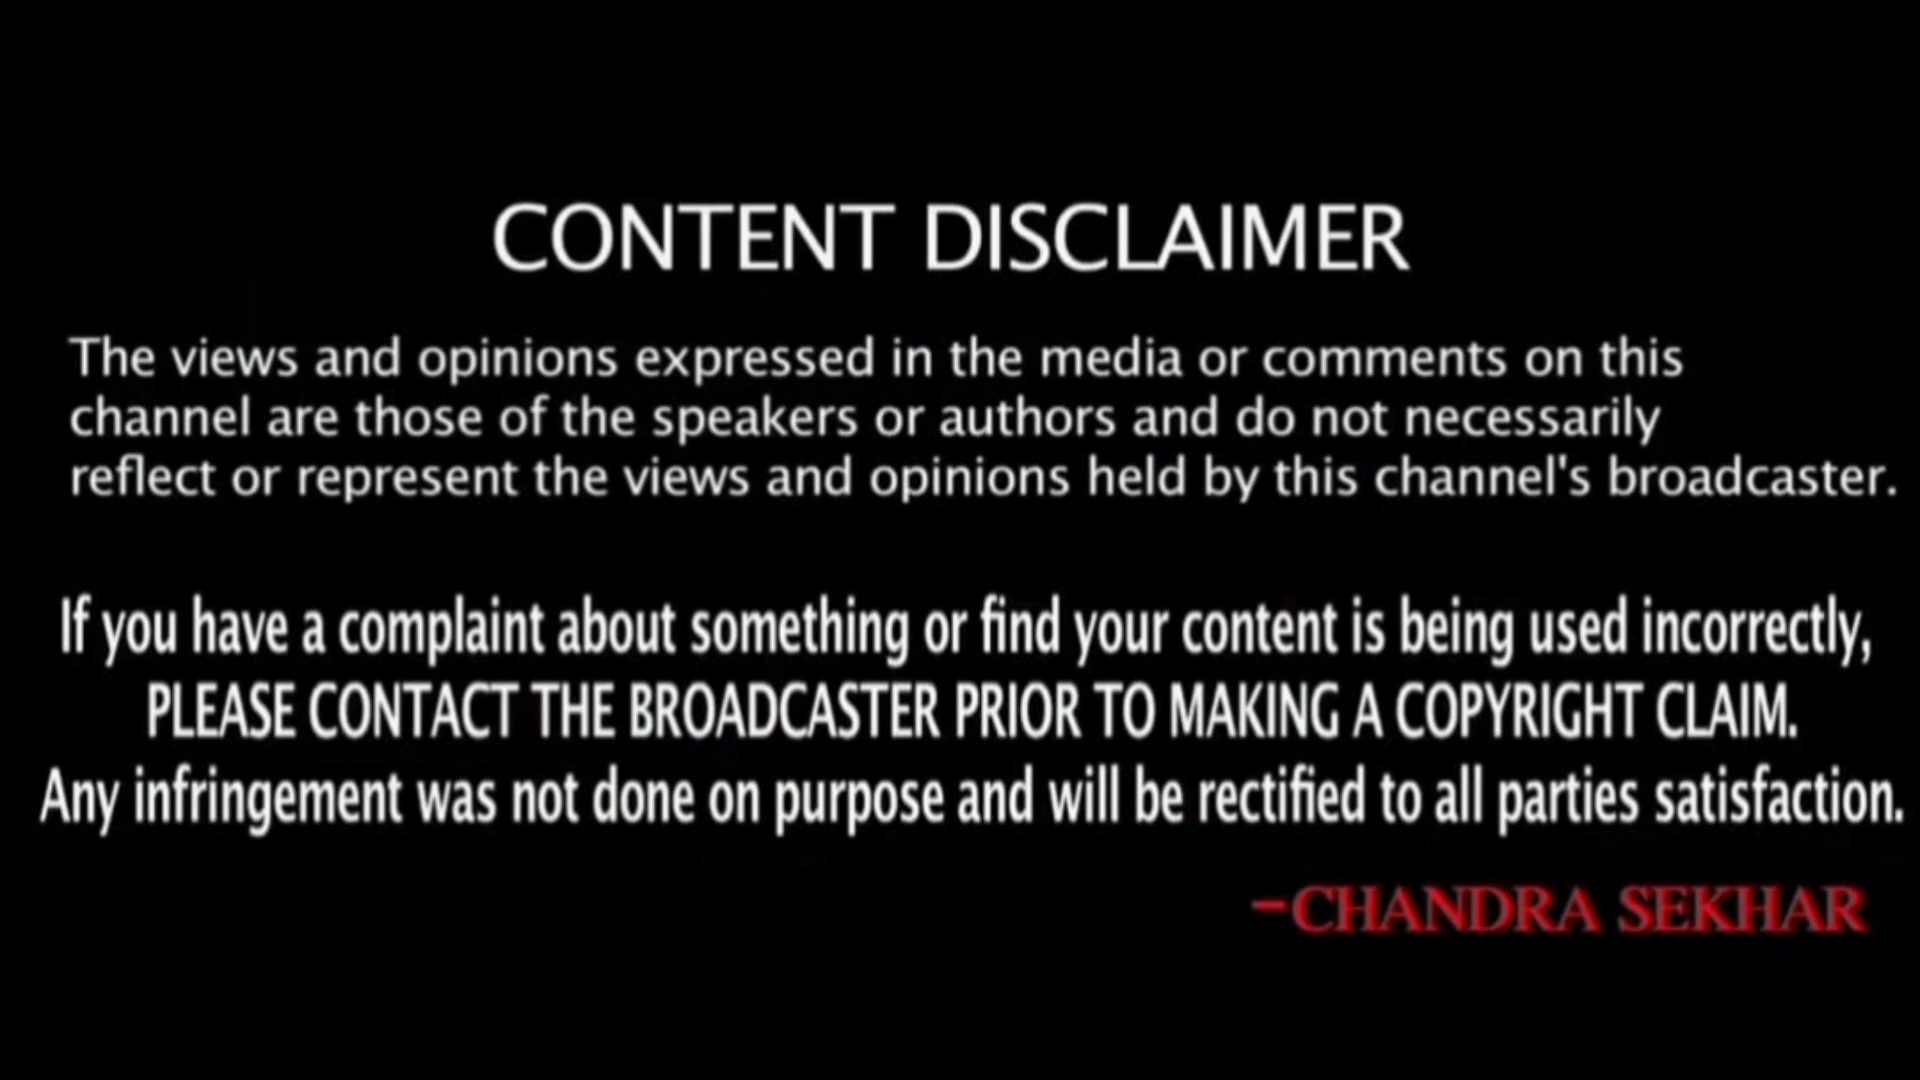 CONTENT DISCLAIMER
The views and opinions expressed in the media or comments on this
channel are those of the speakers or authors and do not necessarily
reflect or represent the views and opinions held by this channel's broadcaster.
If you have a complaint about something or find your content is being used incorrectly,
PLEASE CONTACT THE BROADCASTER PRIOR TO MAKING A COPYRIGHT CLAIM.
Any infringement was not done on purpose and will be rectified to all parties satisfaction.
-CHANDRA SEKHAR